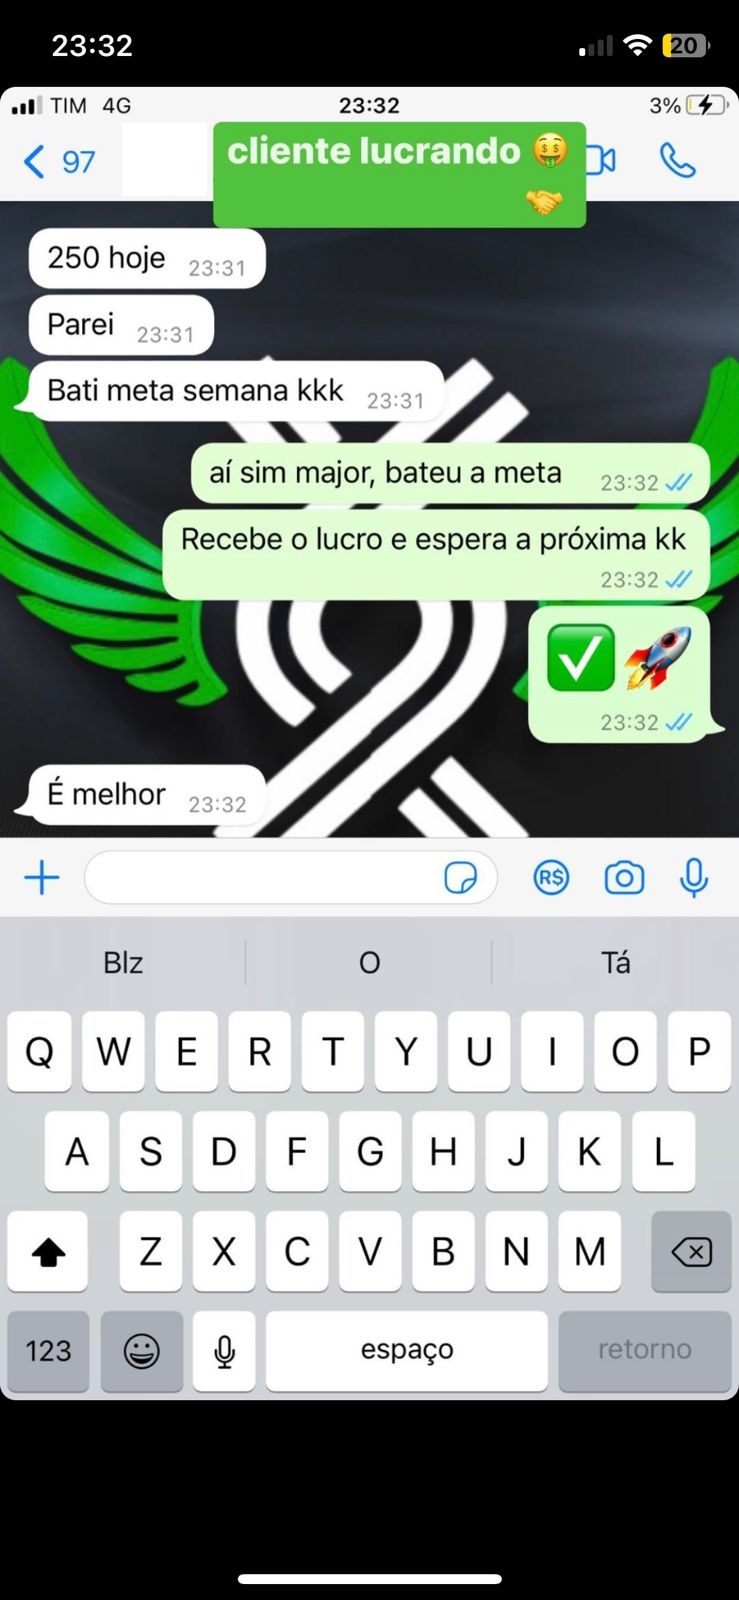 23:32
20
TIM 4G 23:32 3%
97
cliente lucrando 🤑
🤝
250 hoje 23:31
Parei 23:31
Bati meta semana kkk 23:31
aí sim major, bateu a meta 23:32
Recebe o lucro e espera a próxima kk
23:32
✅🚀
23:32
É melhor 23:32
R$
Blz O Tá
Q W E R T Y U I O P
A S D F G H J K L
Z X C V B N M
123 espaço retorno